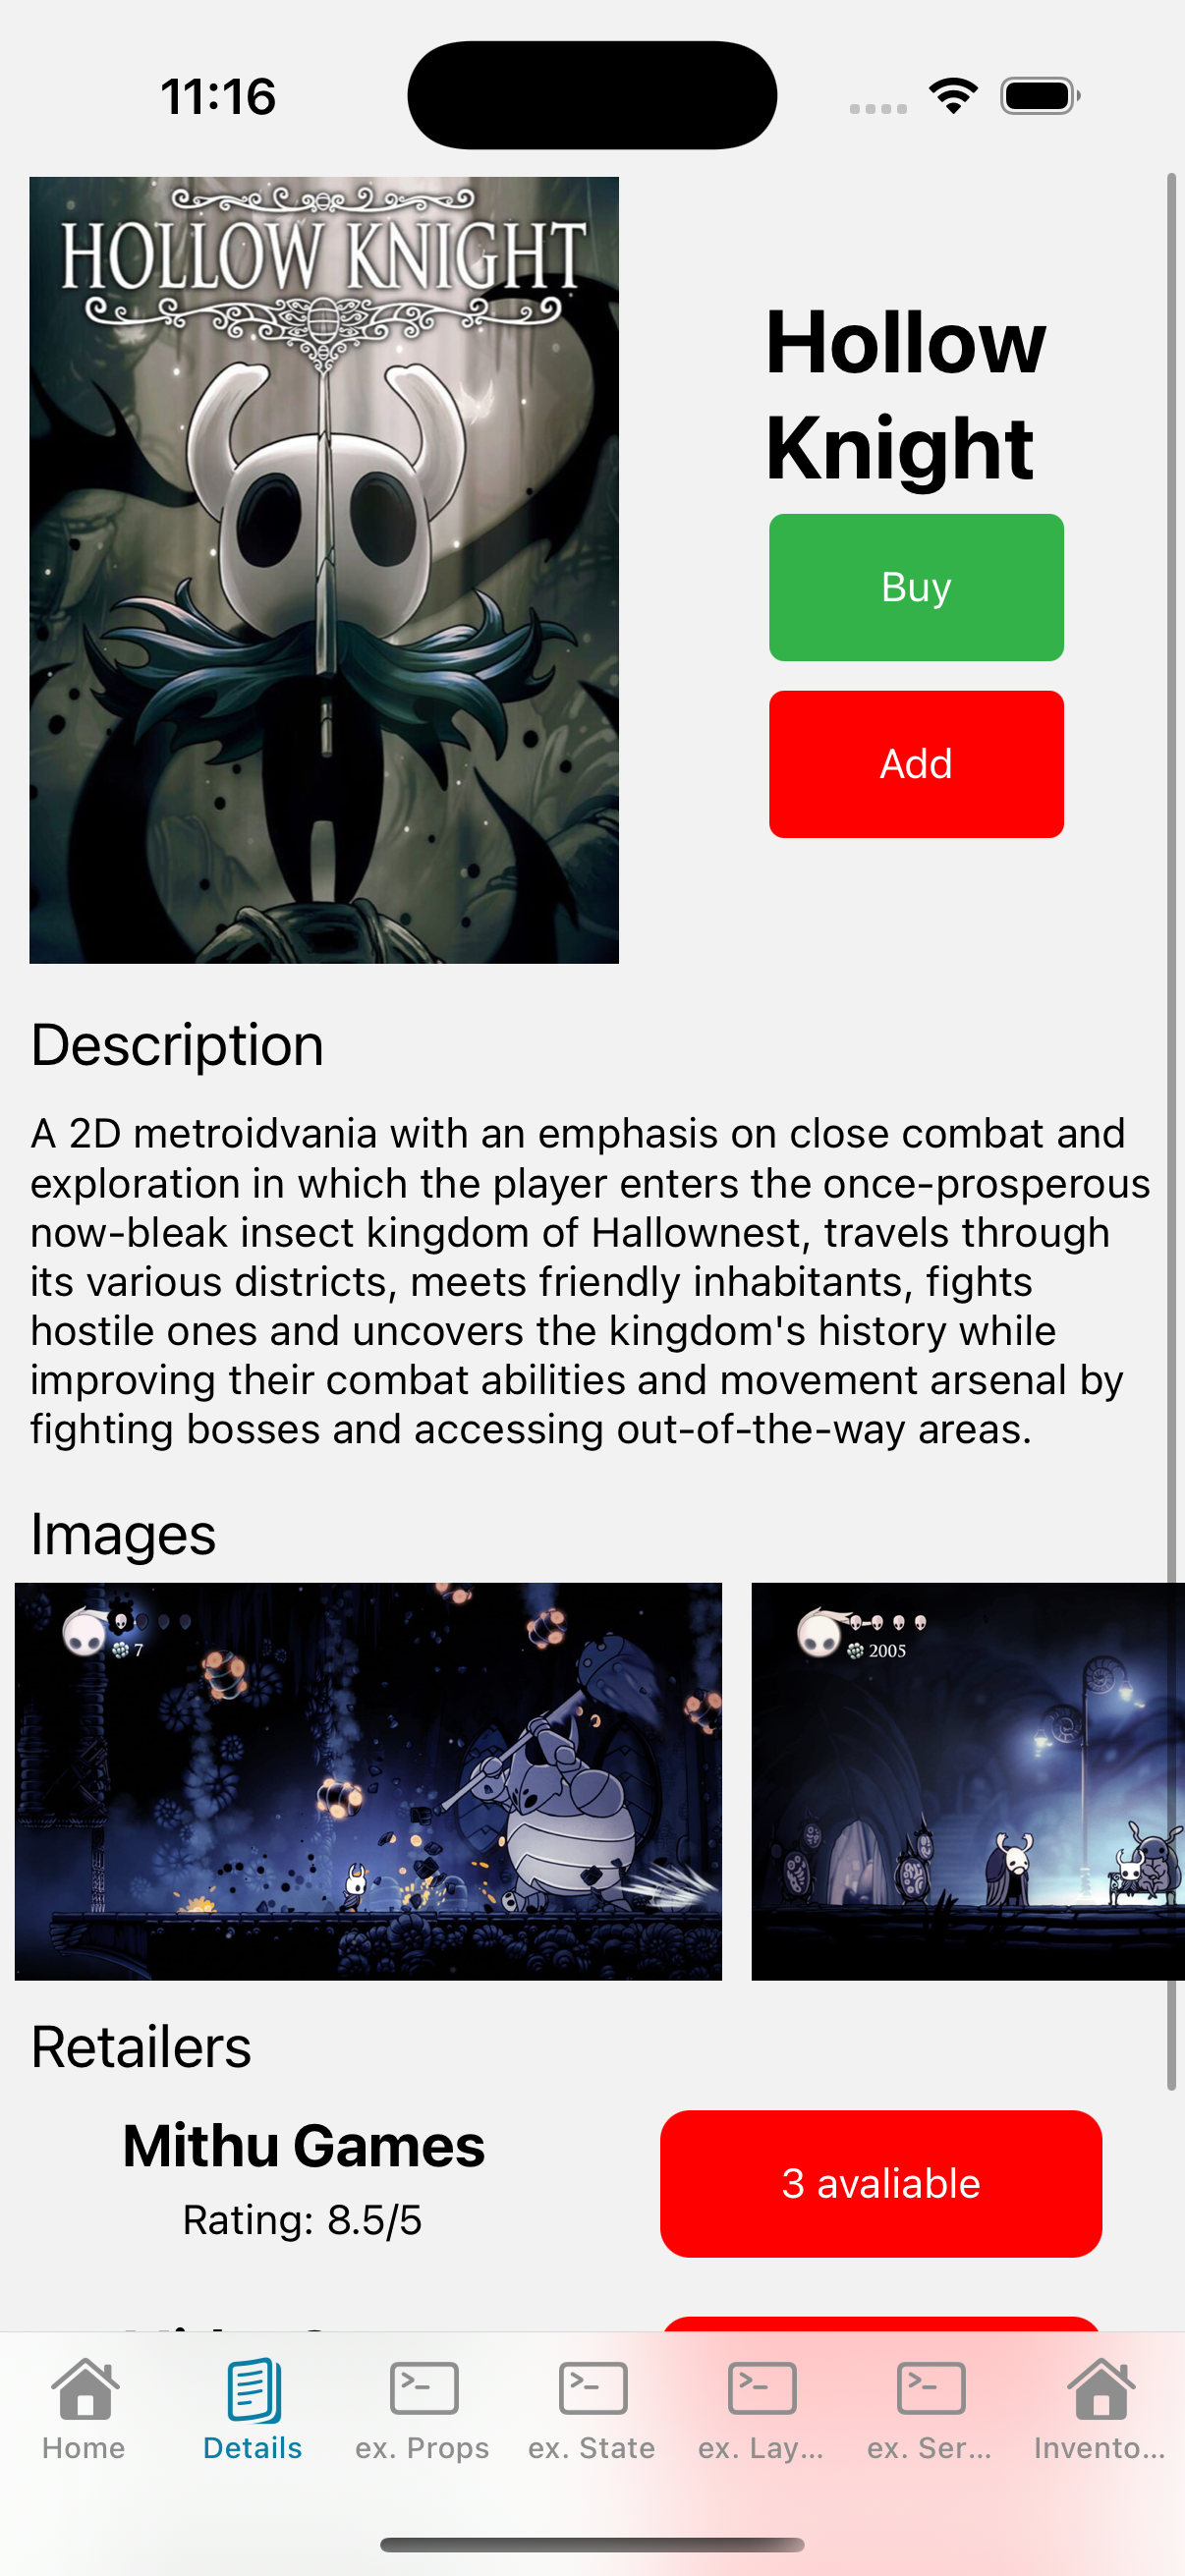 11:16
HOLLOW KNIGHT
Hollow
Knight
Buy
Add
Description
A 2D metroidvania with an emphasis on close combat and
exploration in which the player enters the once-prosperous
now-bleak insect kingdom of Hallownest, travels through
its various districts, meets friendly inhabitants, fights
hostile ones and uncovers the kingdom's history while
improving their combat abilities and movement arsenal by
fighting bosses and accessing out-of-the-way areas.
Images
7
2005
Retailers
Mithu Games
Rating: 8.5/5
3 avaliable
Home
Details
ex. Props
ex. State
ex. Lay...
ex. Ser...
Invento...